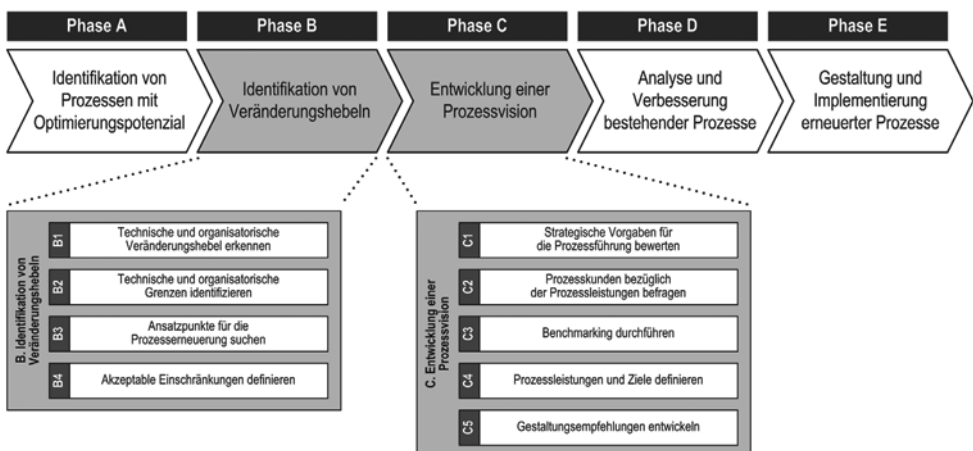 Phase A
Phase B
Phase C
Phase D
Phase E
Identifikation von
Prozessen mit
Optimierungspotenzial
Identifikation von
Veränderungshebeln
Entwicklung einer
Prozessvision
Analyse und
Verbesserung
bestehender Prozesse
Gestaltung und
Implementierung
erneuerter Prozesse
B. Identifikation von
Veränderungshebeln
B1
Technische und organisatorische
Veränderungshebel erkennen
B2
Technische und organisatorische
Grenzen identifizieren
B3
Ansatzpunkte für die
Prozesserneuerung suchen
B4
Akzeptable Einschränkungen definieren
C. Entwicklung einer
Prozessvision
C1
Strategische Vorgaben für
die Prozessführung bewerten
C2
Prozesskunden bezüglich
der Prozessleistungen befragen
C3
Benchmarking durchführen
C4
Prozessleistungen und Ziele definieren
C5
Gestaltungsempfehlungen entwickeln